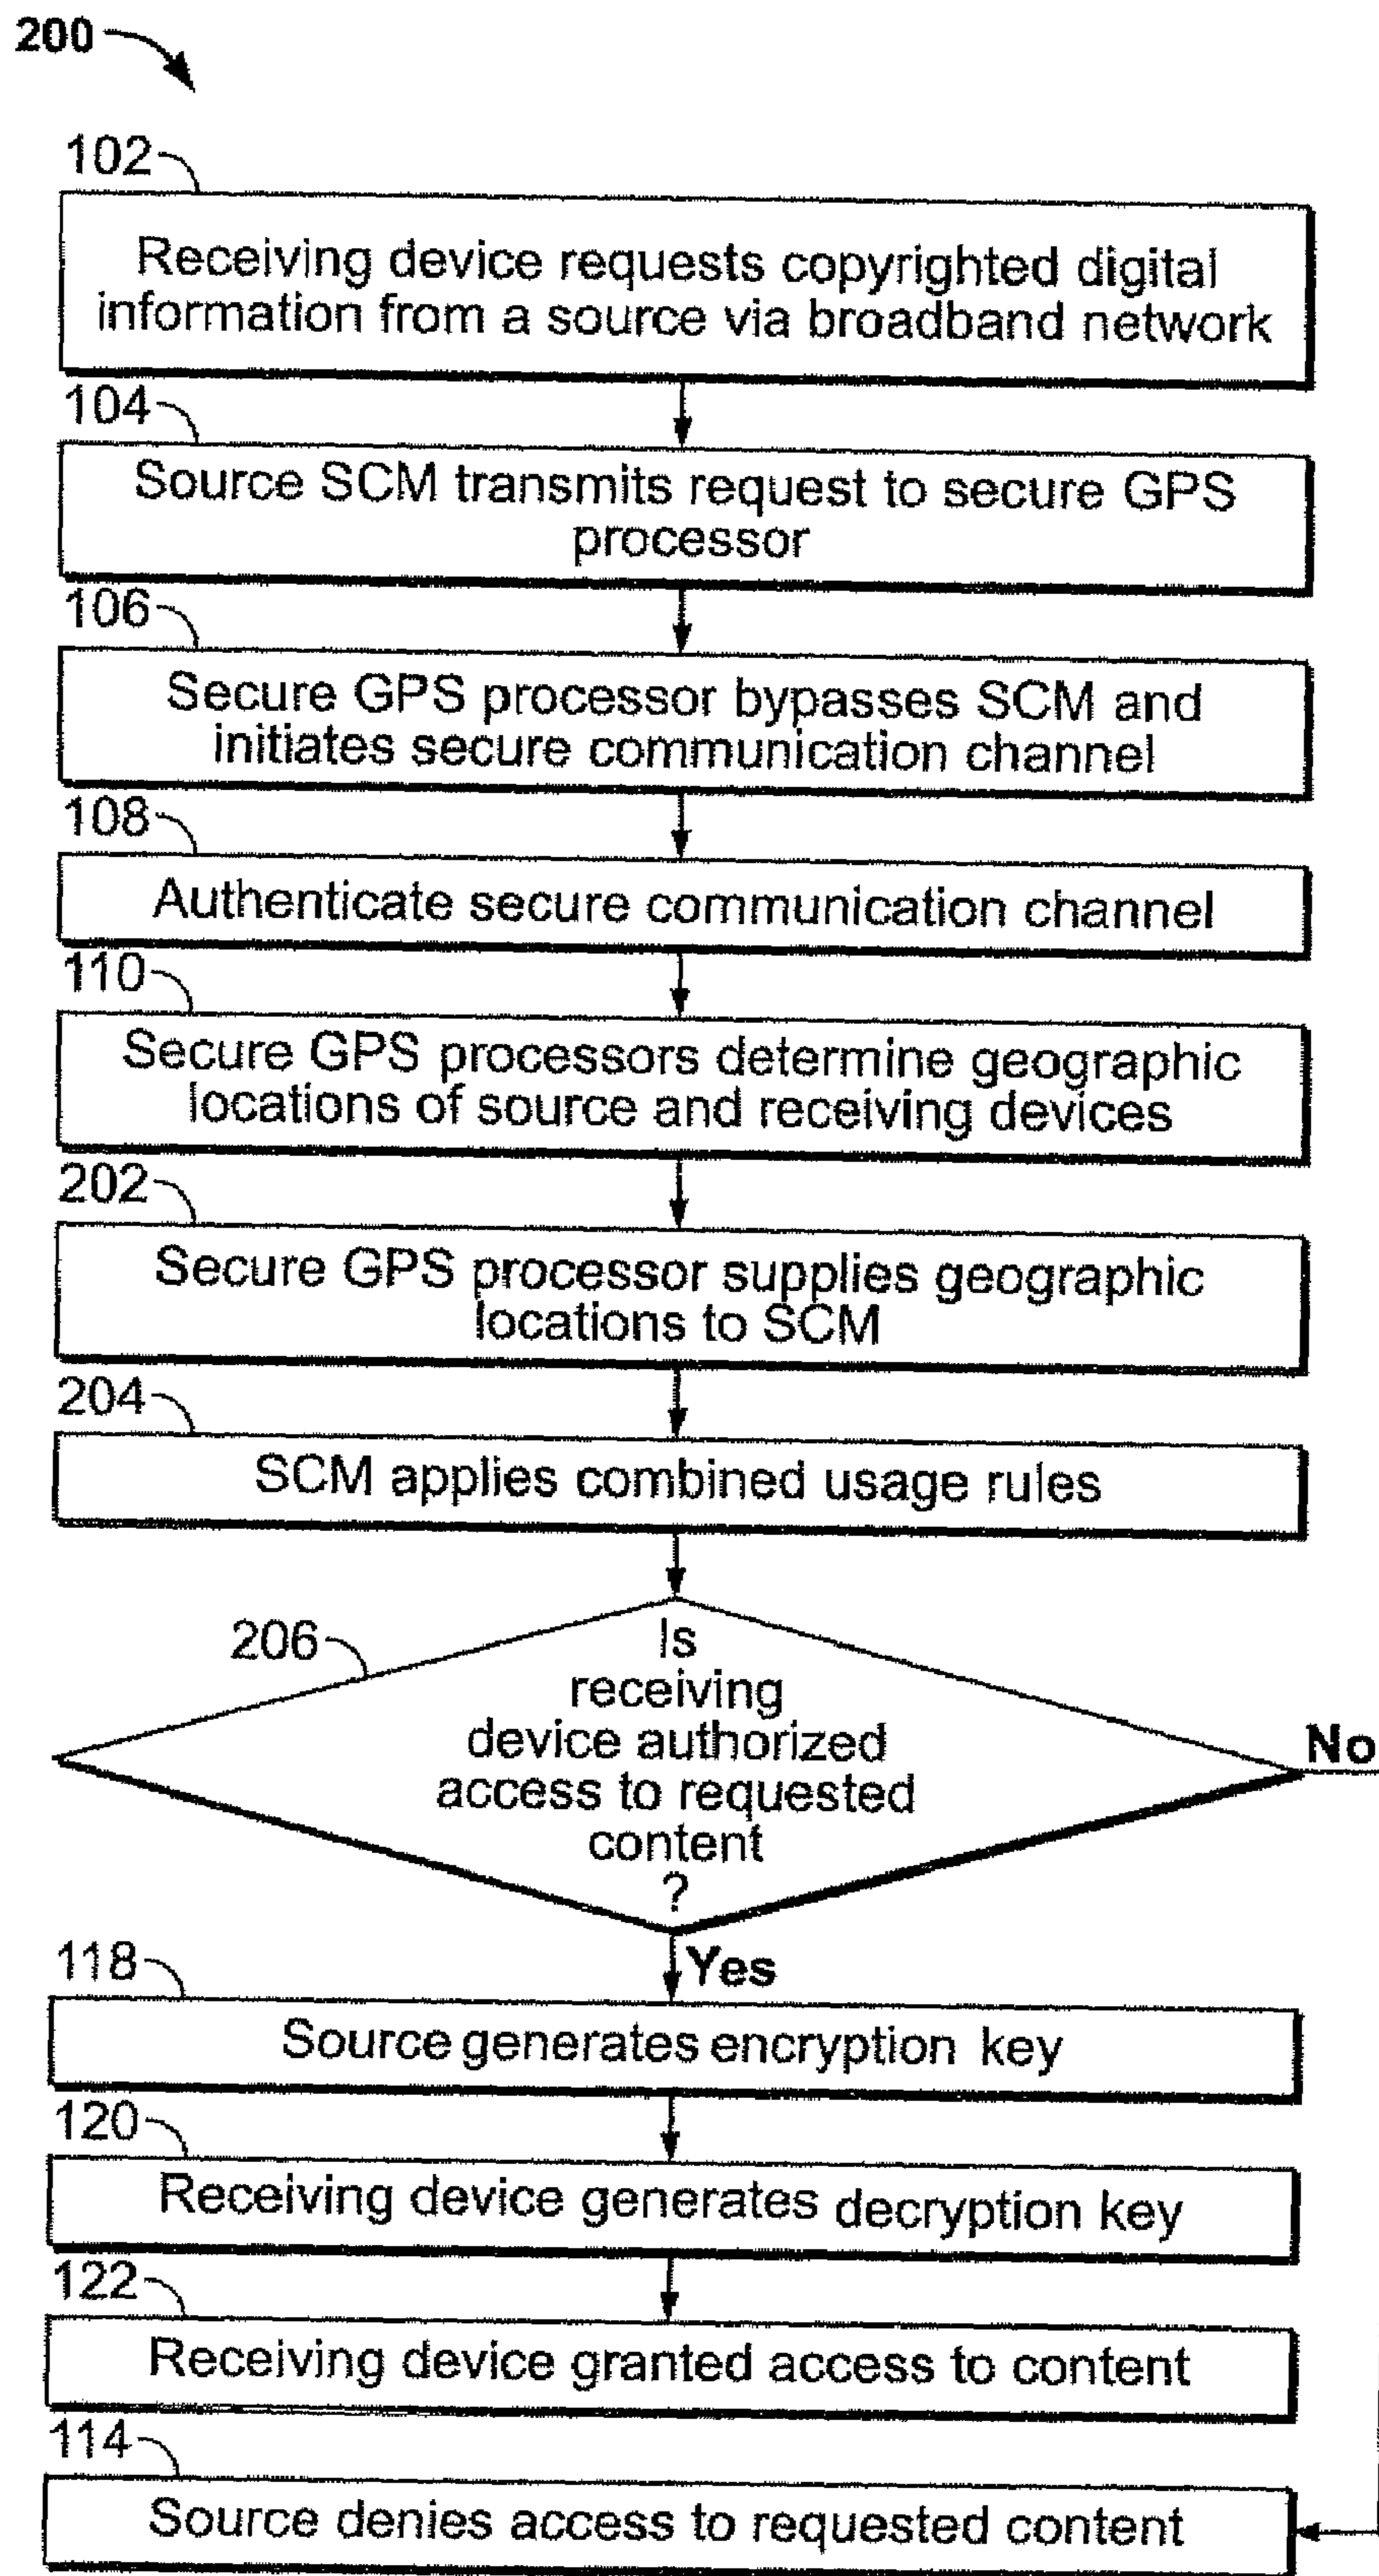 200
102
Receiving device requests copyrighted digital
information from a source via broadband network
104
Source SCM transmits request to secure GPS
processor
106
Secure GPS processor bypasses SCM and
initiates secure communication channel
108
Authenticate secure communication channel
110
Secure GPS processors determine geographic
locations of source and receiving devices
202
Secure GPS processor supplies geographic
locations to SCM
204
SCM applies combined usage rules
206
Is
receiving
device authorized
access to requested
content
?
No
Yes
118
Source generates encryption key
120
Receiving device generates decryption key
122
Receiving device granted access to content
114
Source denies access to requested content